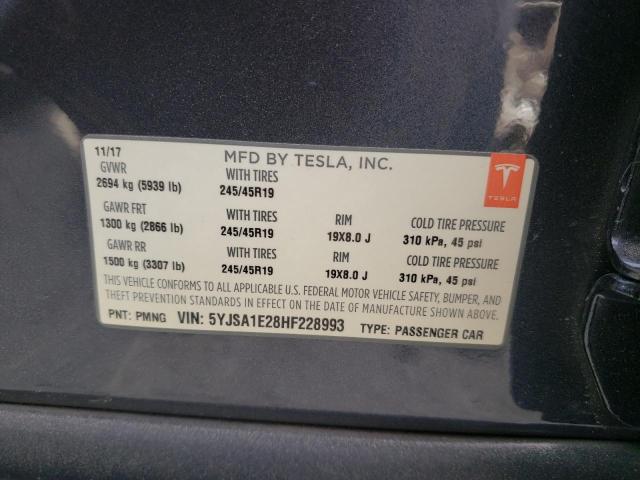 11/17 MFD BY TESLA, INC.
GVWR WITH TIRES
2694 kg (5939 lb) 245/45R19
TESLA
GAWR FRT WITH TIRES RIM COLD TIRE PRESSURE
1300 kg (2866 lb) 245/45R19 19X8.0 J 310 kPa, 45 psi
GAWR RR WITH TIRES RIM COLD TIRE PRESSURE
1500 kg (3307 lb) 245/45R19 19X8.0 J 310 kPa, 45 psi
THIS VEHICLE CONFORMS TO ALL APPLICABLE U.S. FEDERAL MOTOR VEHICLE SAFETY, BUMPER, AND
THEFT PREVENTION STANDARDS IN EFFECT ON THE DATE OF MANUFACTURE SHOWN ABOVE.
PNT: PMNG VIN: 5YJSA1E28HF228993 TYPE: PASSENGER CAR